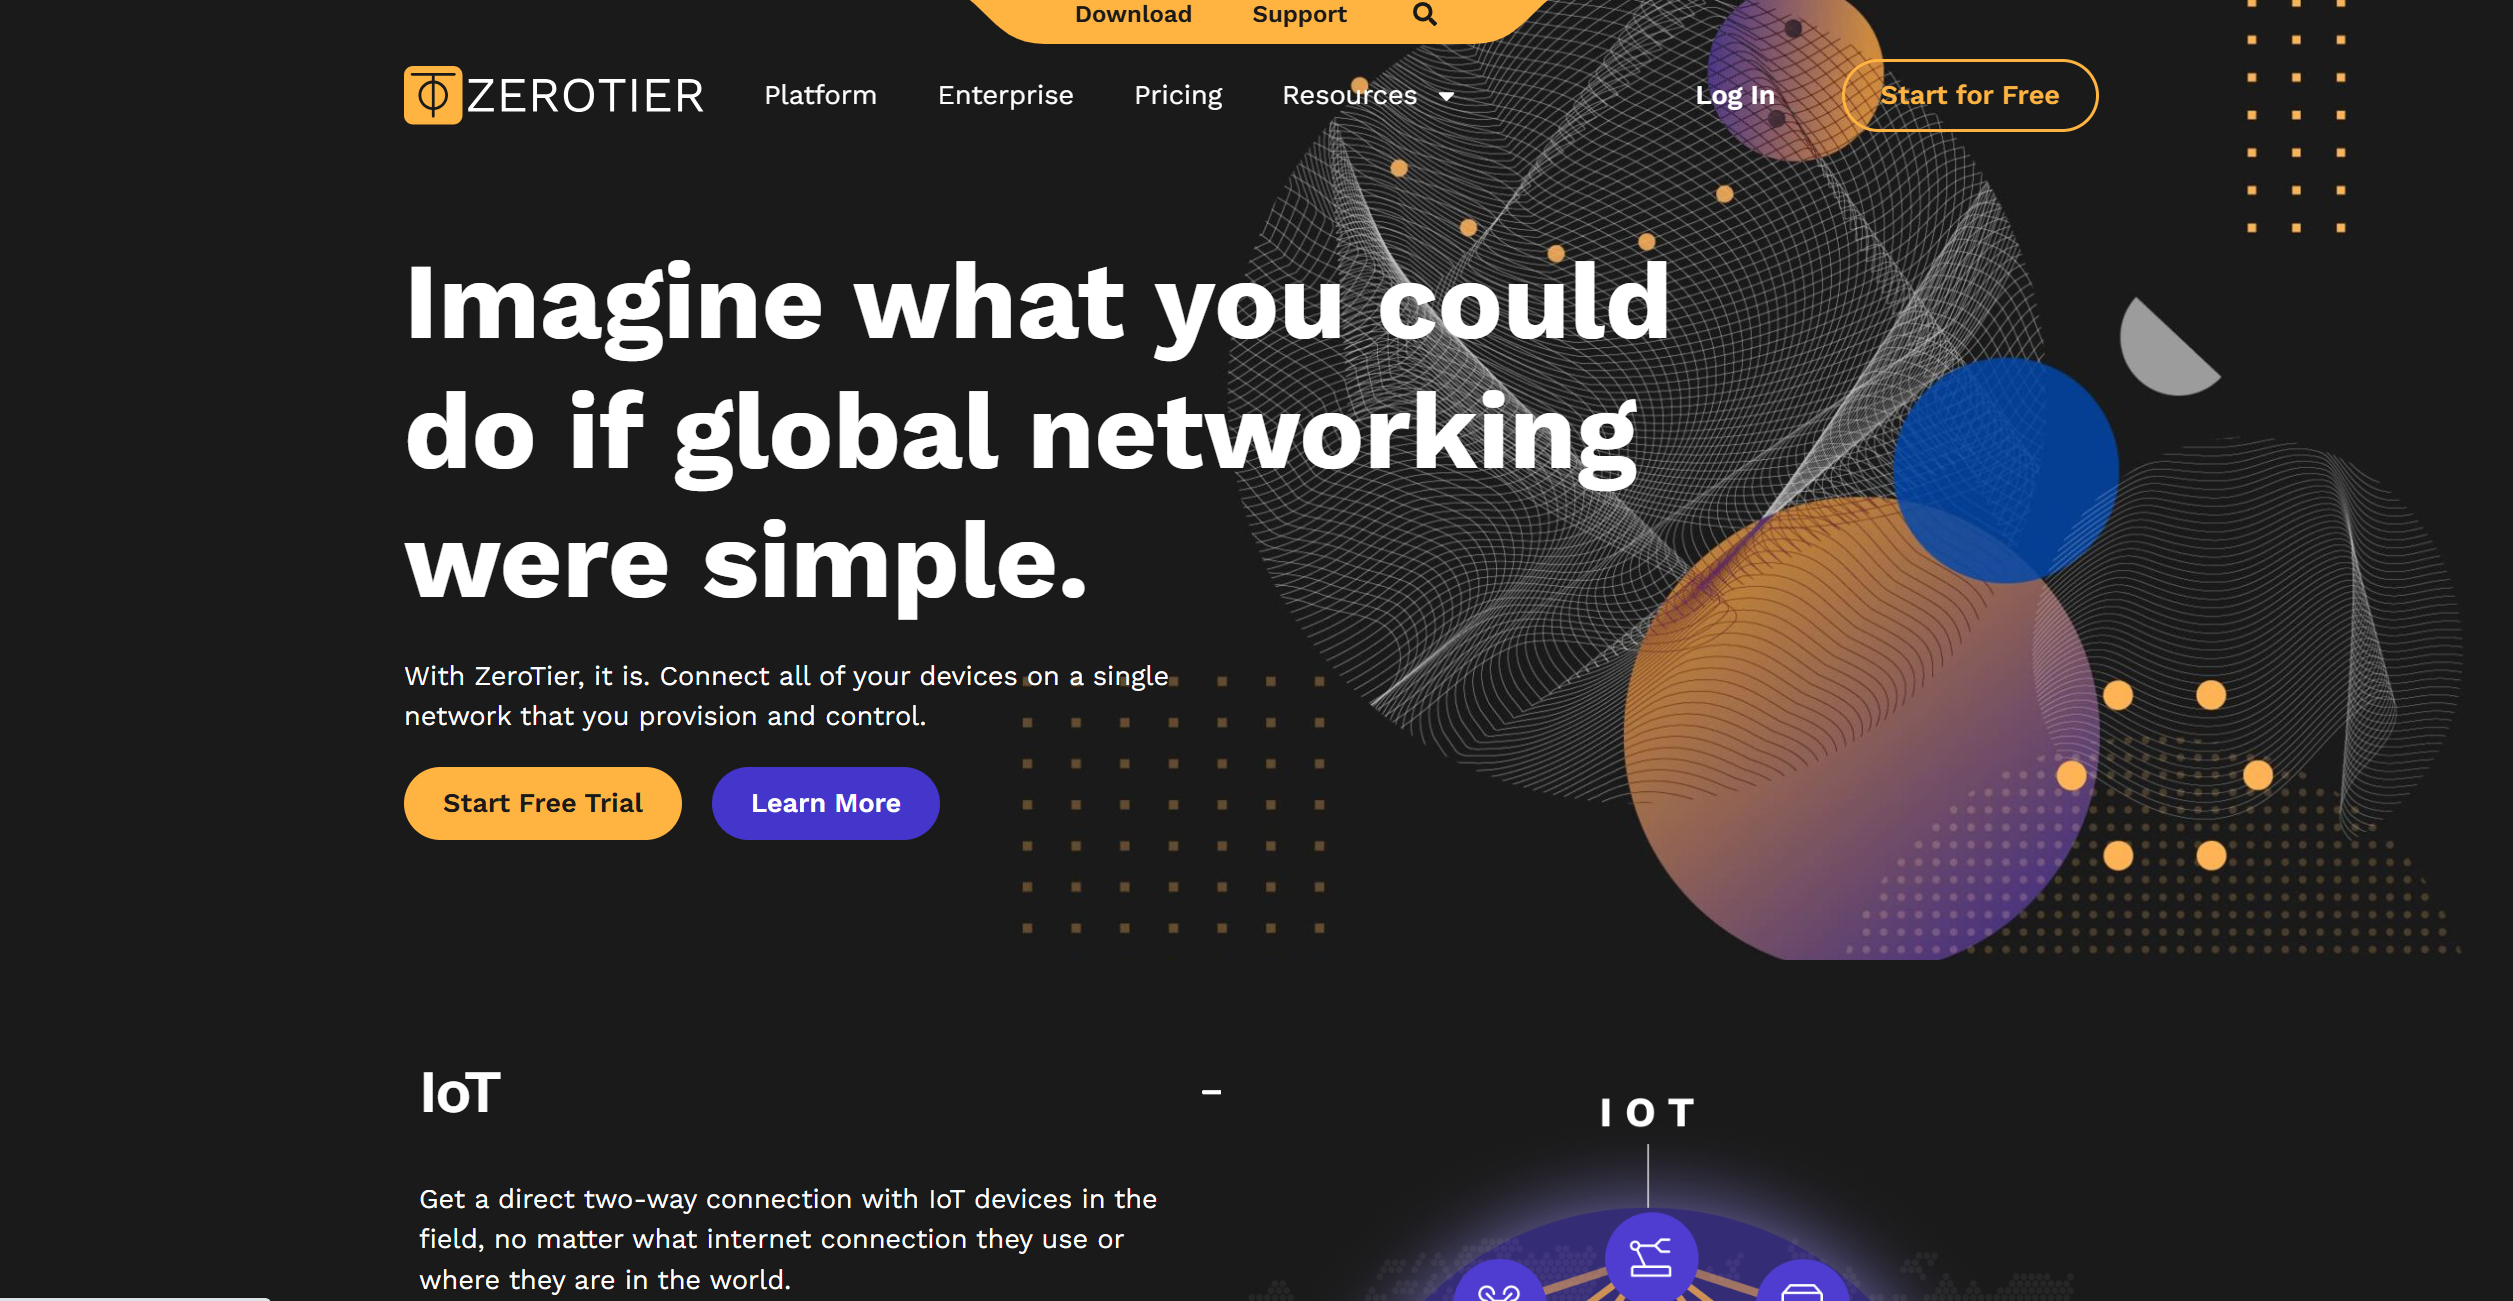 Download Support
ZEROTIER Platform Enterprise Pricing Resources Log In Start for Free
Imagine what you could
do if global networking
were simple.
With ZeroTier, it is. Connect all of your devices on a single
network that you provision and control.
Start Free Trial Learn More
IoT
IOT
Get a direct two-way connection with IoT devices in the
field, no matter what internet connection they use or
where they are in the world.